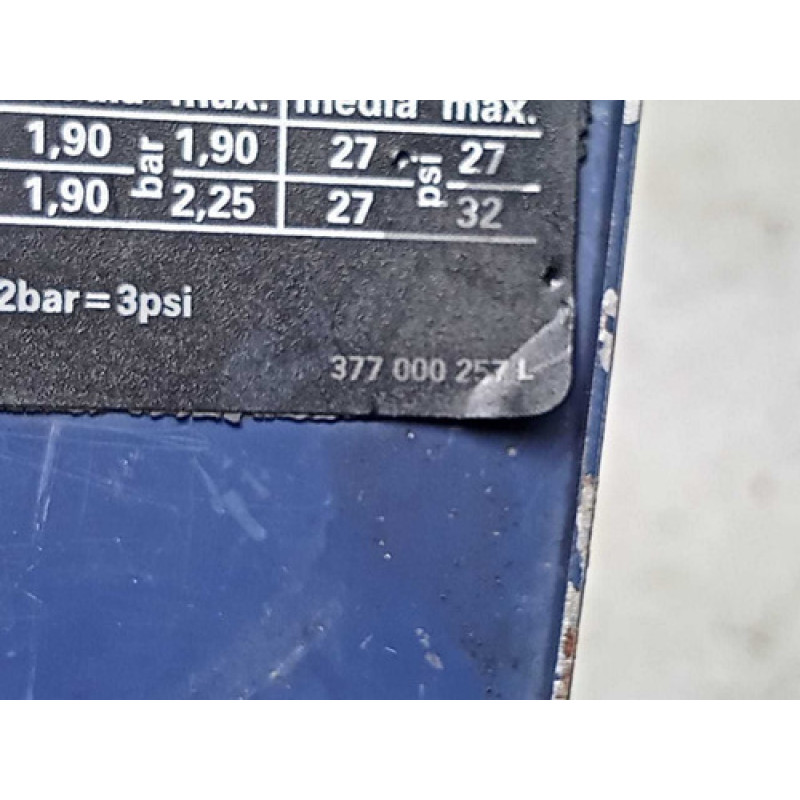 max. media max.
1,90 bar 1,90 27 psi 27
1,90 2,25 27 32
2bar=3psi
377 000 257 L